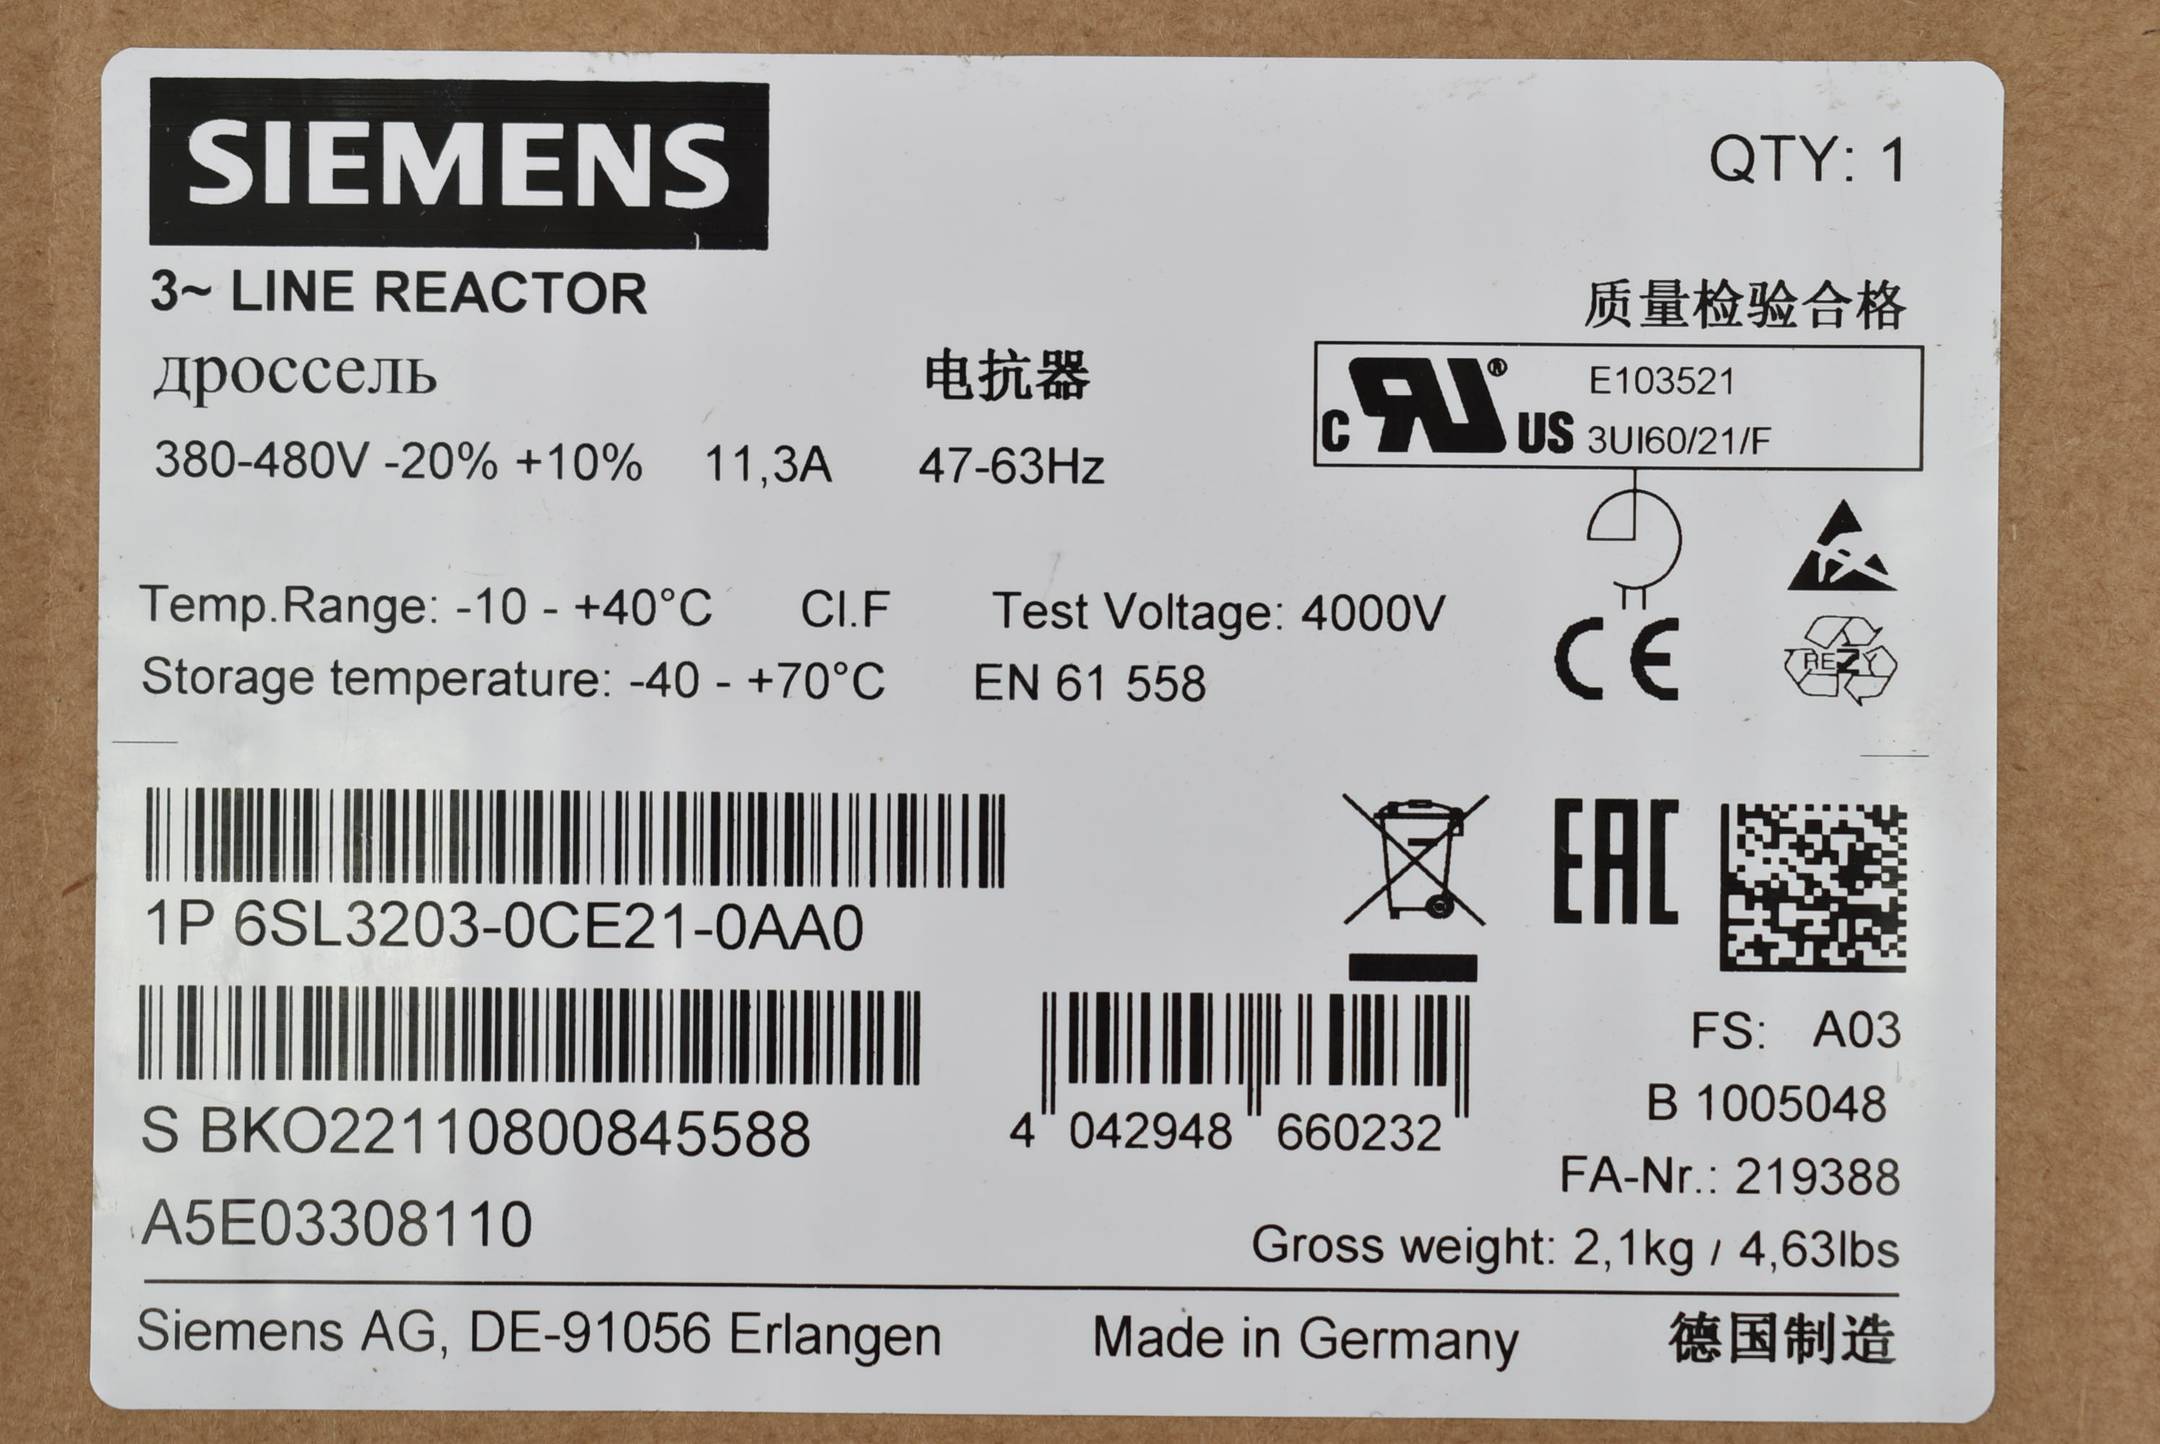 SIEMENS
QTY: 1
3~ LINE REACTOR
质量检验合格
дроссель 电抗器
c RU® US E103521
3UI60/21/F
380-480V -20% +10% 11,3A 47-63Hz
Temp.Range: -10 - +40°C Cl.F Test Voltage: 4000V
Storage temperature: -40 - +70°C EN 61 558
CE
REZY
EAC
1P 6SL3203-0CE21-0AA0
FS: A03
B 1005048
S BKO22110800845588
4 042948 660232
FA-Nr.: 219388
A5E03308110
Gross weight: 2,1kg / 4,63lbs
Siemens AG, DE-91056 Erlangen Made in Germany 德国制造